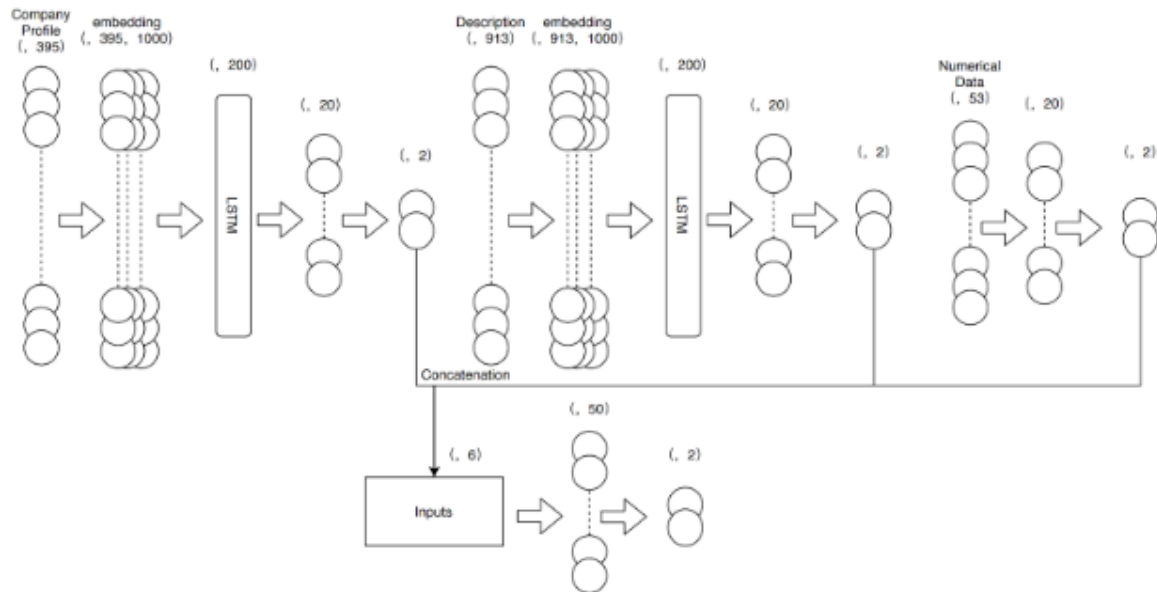 Company
Profile
(, 395)
embedding
(, 395, 1000)
(, 200)
LSTM
(, 20)
(, 2)
Description
(, 913)
embedding
(, 913, 1000)
(, 200)
LSTM
(, 20)
(, 2)
Numerical
Data
(, 53)
(, 20)
(, 2)
Concatenation
(, 6)
Inputs
(, 50)
(, 2)